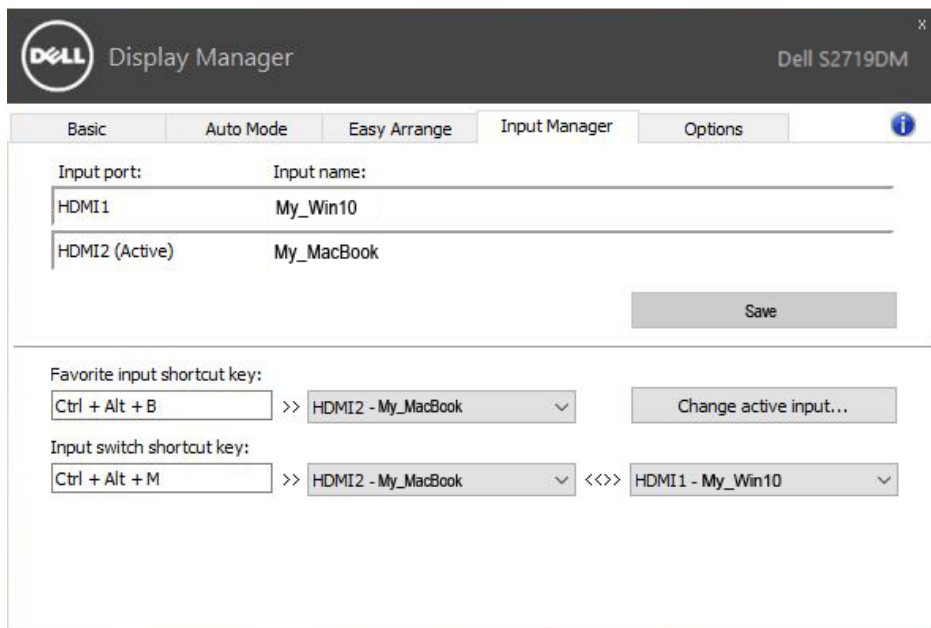 x
DELL Display Manager Dell S2719DM
Basic Auto Mode Easy Arrange Input Manager Options i
Input port: Input name:
HDMI1 My_Win10
HDMI2 (Active) My_MacBook
Save
Favorite input shortcut key:
Ctrl + Alt + B >> HDMI2 - My_MacBook Change active input...
Input switch shortcut key:
Ctrl + Alt + M >> HDMI2 - My_MacBook <<>> HDMI1 - My_Win10